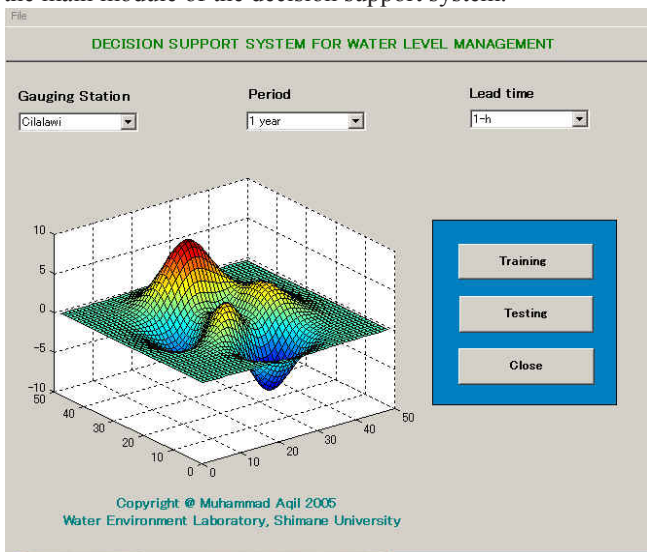 the main module of the decision support system.
File
DECISION SUPPORT SYSTEM FOR WATER LEVEL MANAGEMENT
Gauging Station
Period
Lead time
Cilalawi
1 year
1-h
10
5
0
-5
-10
50
40
30
20
10
0
0
10
20
30
40
50
Training
Testing
Close
Copyright @ Muhammad Aqil 2005
Water Environment Laboratory, Shimane University